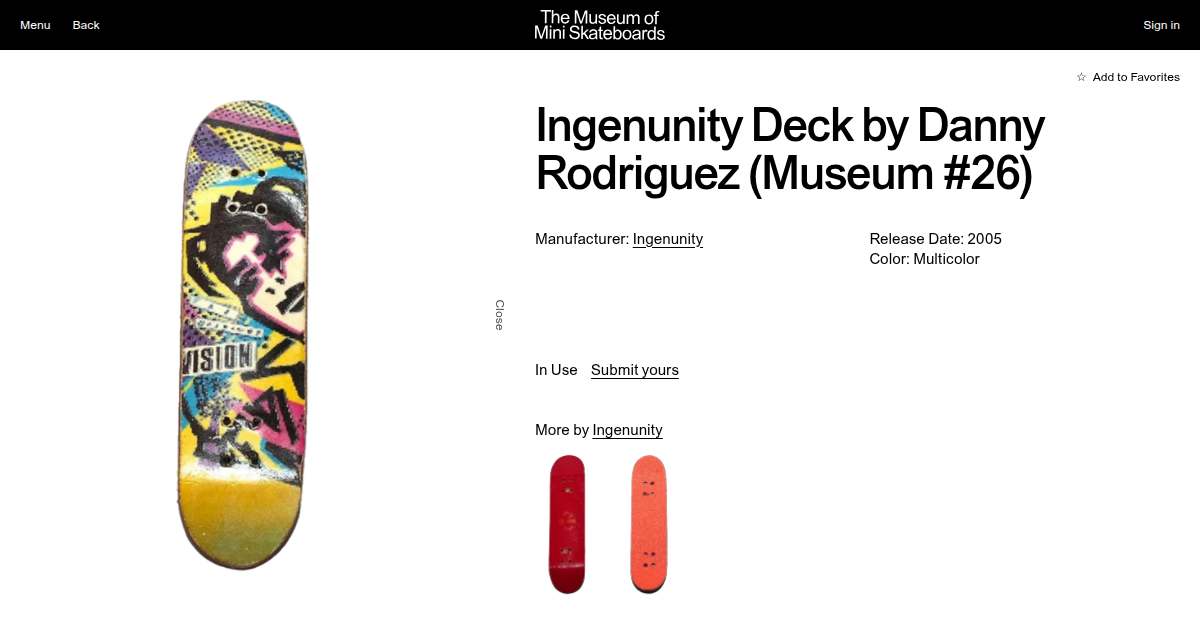 Menu
Back
The Museum of
Mini Skateboards
Sign in
☆ Add to Favorites
Ingenunity Deck by Danny
Rodriguez (Museum #26)
Manufacturer: Ingenunity
Release Date: 2005
Color: Multicolor
Close
VISION
In Use Submit yours
More by Ingenunity